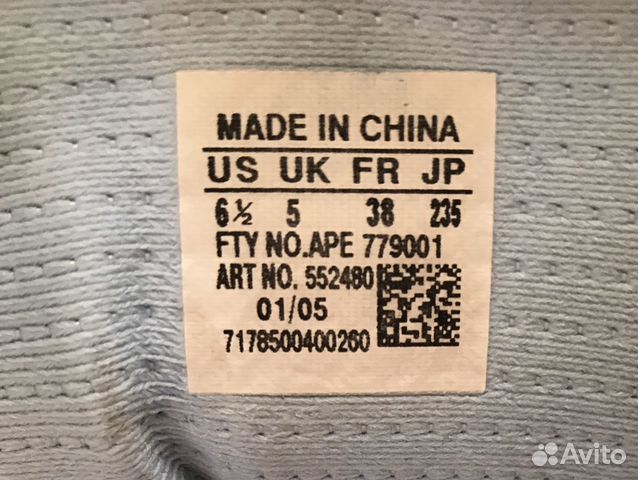 MADE IN CHINA
US UK FR JP
6½ 5 38 235
FTY NO.APE 779001
ART NO. 552480
01/05
7178500400260
Avito